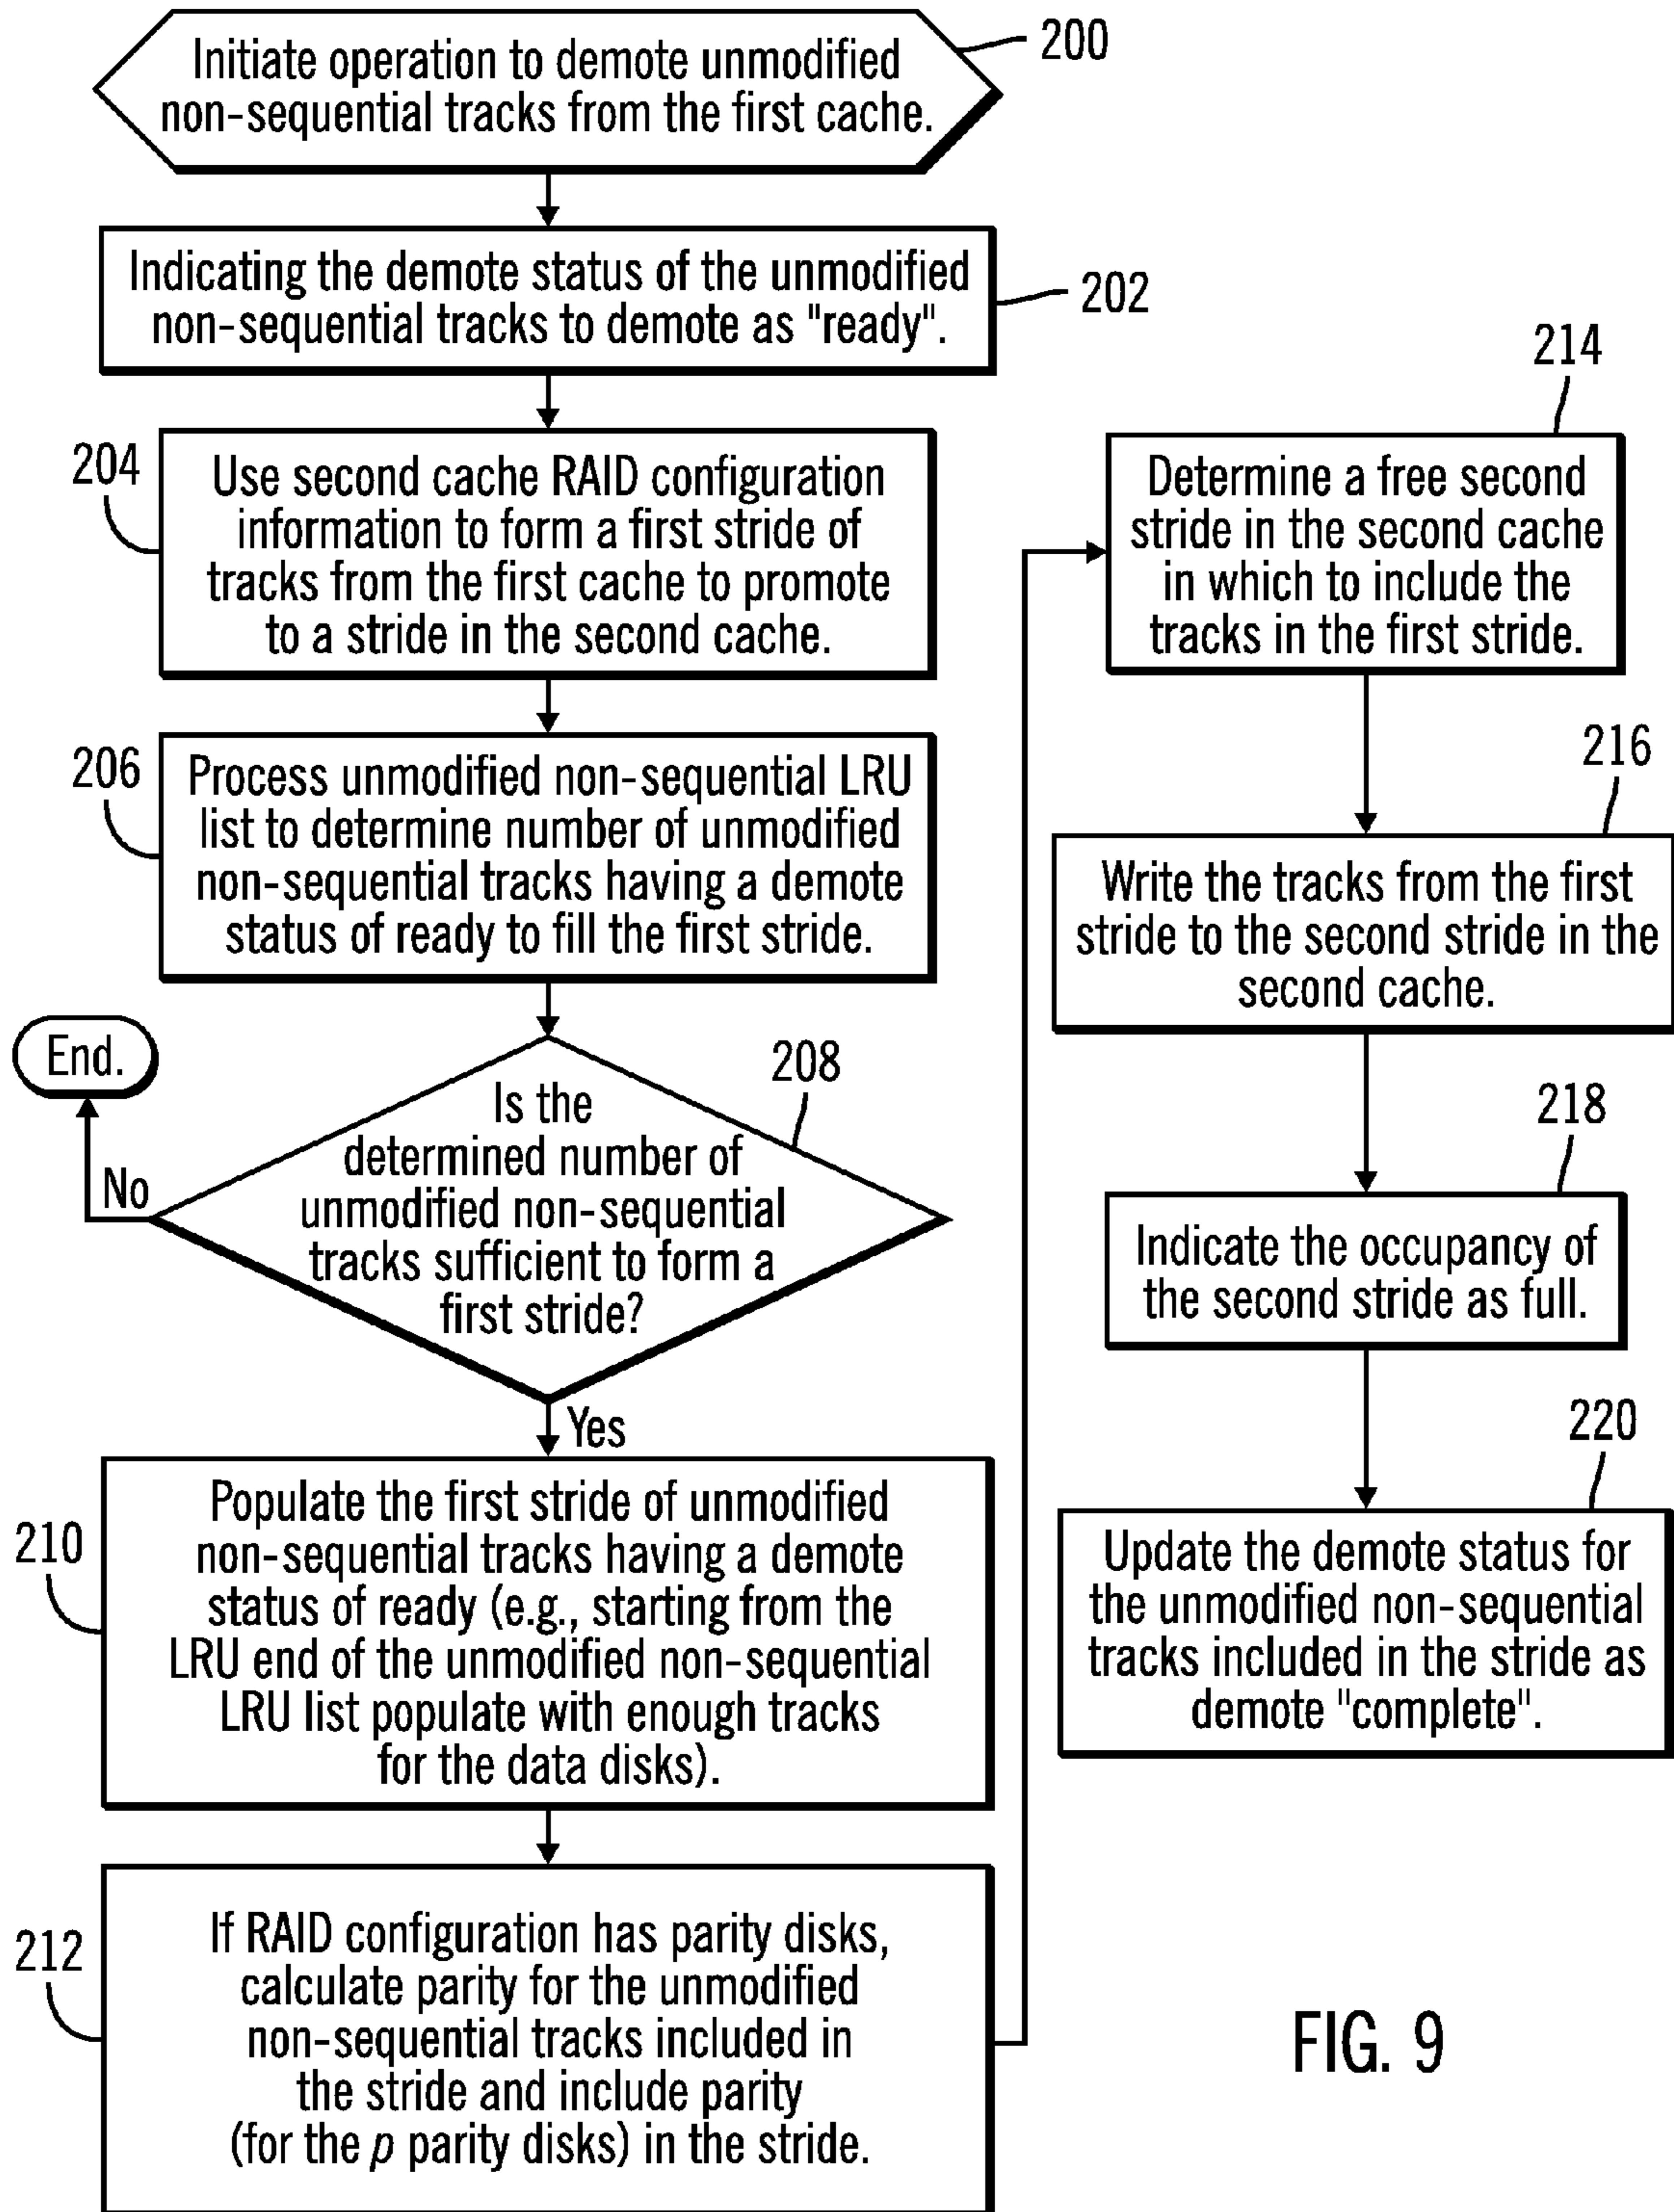 200
Initiate operation to demote unmodified
non-sequential tracks from the first cache.
Indicating the demote status of the unmodified
non-sequential tracks to demote as "ready".
202
204
Use second cache RAID configuration
information to form a first stride of
tracks from the first cache to promote
to a stride in the second cache.
206
Process unmodified non-sequential LRU
list to determine number of unmodified
non-sequential tracks having a demote
status of ready to fill the first stride.
End.
No
208
Is the
determined number of
unmodified non-sequential
tracks sufficient to form a
first stride?
Yes
210
Populate the first stride of unmodified
non-sequential tracks having a demote
status of ready (e.g., starting from the
LRU end of the unmodified non-sequential
LRU list populate with enough tracks
for the data disks).
212
If RAID configuration has parity disks,
calculate parity for the unmodified
non-sequential tracks included in
the stride and include parity
(for the p parity disks) in the stride.
214
Determine a free second
stride in the second cache
in which to include the
tracks in the first stride.
216
Write the tracks from the first
stride to the second stride in the
second cache.
218
Indicate the occupancy of
the second stride as full.
220
Update the demote status for
the unmodified non-sequential
tracks included in the stride as
demote "complete".
FIG. 9